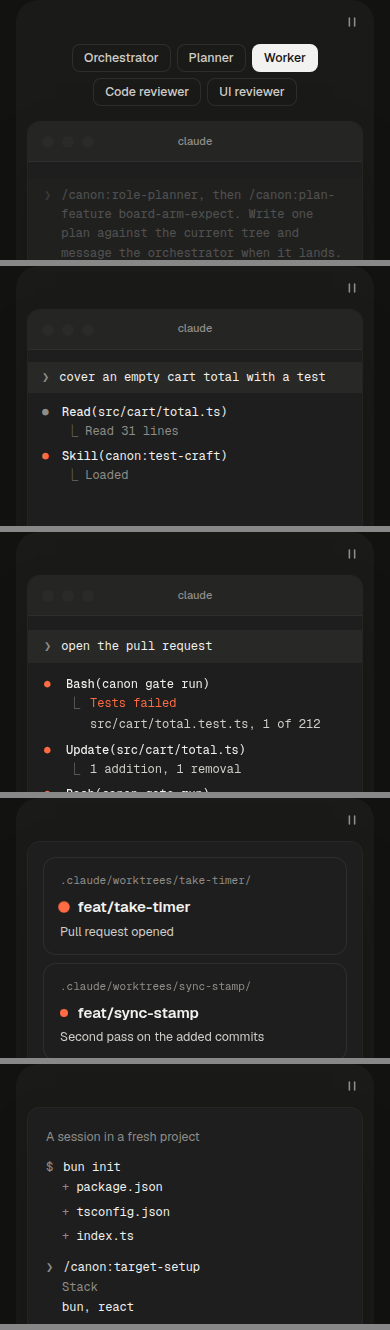 Orchestrator Planner Worker
Code reviewer UI reviewer
claude
❯ /canon:role-planner, then /canon:plan-
feature board-arm-expect. Write one
plan against the current tree and
message the orchestrator when it lands.
claude
❯ cover an empty cart total with a test
● Read(src/cart/total.ts)
⎿ Read 31 lines
● Skill(canon:test-craft)
⎿ Loaded
claude
❯ open the pull request
● Bash(canon gate run)
⎿ Tests failed
src/cart/total.test.ts, 1 of 212
● Update(src/cart/total.ts)
⎿ 1 addition, 1 removal
● Bash(canon gate run)
.claude/worktrees/take-timer/
● feat/take-timer
Pull request opened
.claude/worktrees/sync-stamp/
● feat/sync-stamp
Second pass on the added commits
A session in a fresh project
$ bun init
+ package.json
+ tsconfig.json
+ index.ts
❯ /canon:target-setup
Stack
bun, react